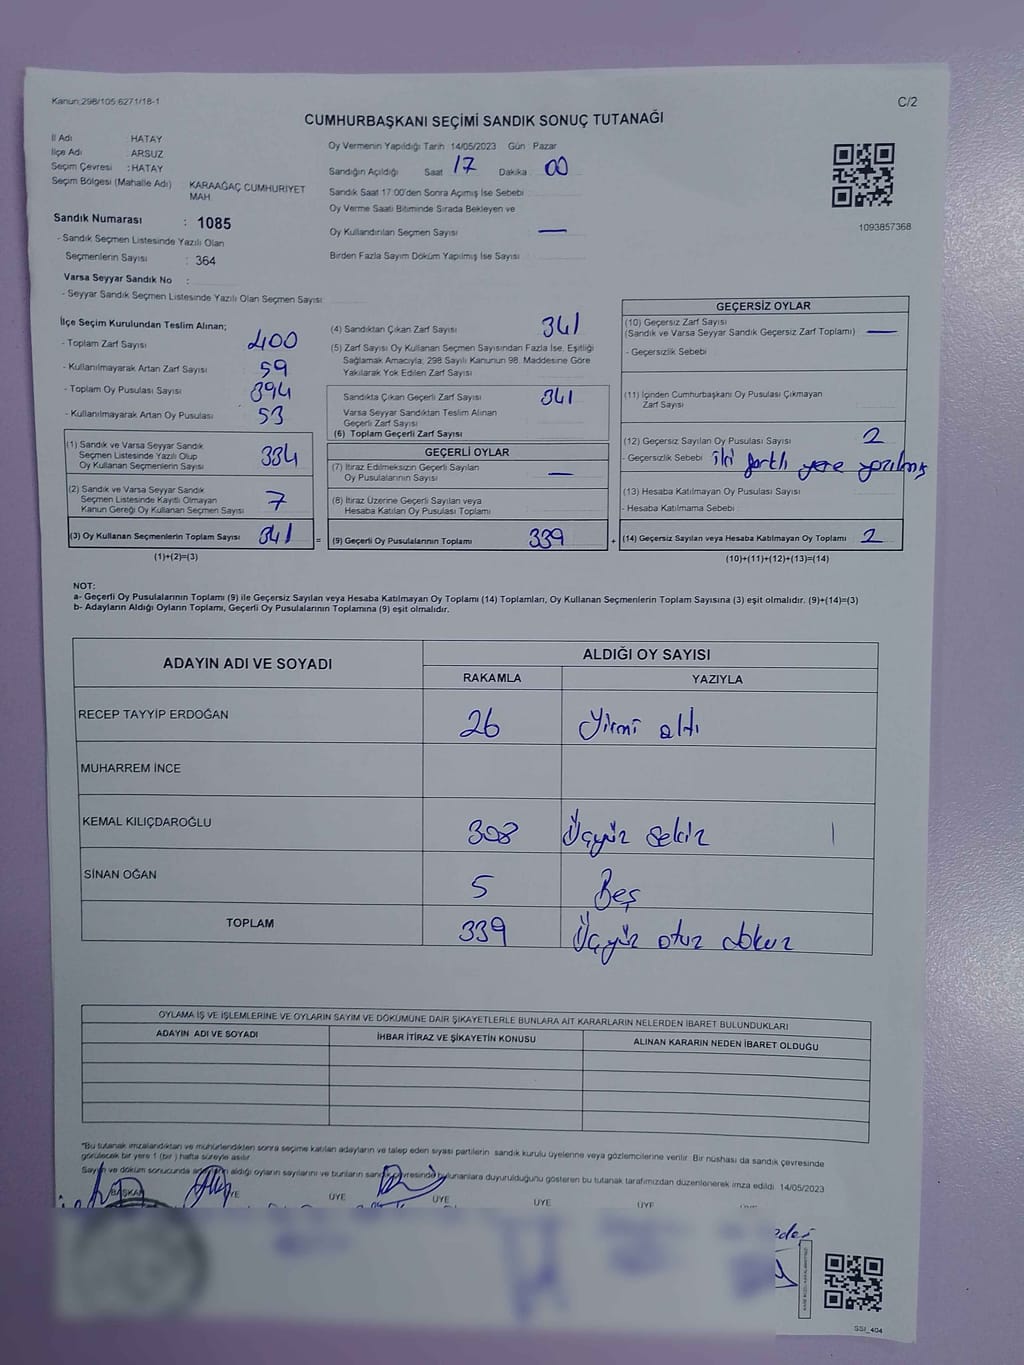 Kanun:298/105 6271/18-1
C/2
CUMHURBAŞKANI SEÇİMİ SANDIK SONUÇ TUTANAĞI
İl Adı HATAY
İlçe Adı ARSUZ
Seçim Çevresi : HATAY
Seçim Bölgesi (Mahalle Adı) KARAAĞAÇ CUMHURİYET MAH.
Sandık Numarası : 1085
- Sandık Seçmen Listesinde Yazılı Olan
Seçmenlerin Sayısı : 364
Varsa Seyyar Sandık No :
- Seyyar Sandık Seçmen Listesinde Yazılı Olan Seçmen Sayısı
Oy Vermenin Yapıldığı Tarih 14/05/2023 Gün : Pazar
Sandığın Açıldığı Saat 17 Dakika 00
Sandık Saat 17:00'den Sonra Açımış İse Sebebi
Oy Verme Saati Bitiminde Sırada Bekleyen ve
Oy Kullandırılan Seçmen Sayısı —
Birden Fazla Sayım Döküm Yapılmış İse Sayısı
1093857368
İlçe Seçim Kurulundan Teslim Alınan;
- Toplam Zarf Sayısı 400
- Kullanılmayarak Artan Zarf Sayısı 59
- Toplam Oy Pusulası Sayısı 394
- Kullanılmayarak Artan Oy Pusulası 53
(1) Sandık ve Varsa Seyyar Sandık
Seçmen Listesinde Yazılı Olup
Oy Kullanan Seçmenlerin Sayısı 334
(2) Sandık ve Varsa Seyyar Sandık
Seçmen Listesinde Kayıtlı Olmayan
Kanun Gereği Oy Kullanan Seçmen Sayısı 7
(3) Oy Kullanan Seçmenlerin Toplam Sayısı 341 =
(1)+(2)=(3)
(4) Sandıktan Çıkan Zarf Sayısı 341
(5) Zarf Sayısı Oy Kullanan Seçmen Sayısından Fazla İse, Eşitliği
Sağlamak Amacıyla, 298 Sayılı Kanunun 98. Maddesine Göre
Yakılarak Yok Edilen Zarf Sayısı
Sandıkta Çıkan Geçerli Zarf Sayısı 341
Varsa Seyyar Sandıktan Teslim Alınan
Geçerli Zarf Sayısı
(6) Toplam Geçerli Zarf Sayısı
GEÇERLİ OYLAR
(7) İtiraz Edilmeksizin Geçerli Sayılan
Oy Pusulalarının Sayısı —
(8) İtiraz Üzerine Geçerli Sayılan veya
Hesaba Katılan Oy Pusulası Toplamı
(9) Geçerli Oy Pusulalarının Toplamı 339 +
GEÇERSİZ OYLAR
(10) Geçersiz Zarf Sayısı
(Sandık ve Varsa Seyyar Sandık Geçersiz Zarf Toplamı) —
- Geçersizlik Sebebi
(11) İçinden Cumhurbaşkanı Oy Pusulası Çıkmayan
Zarf Sayısı
(12) Geçersiz Sayılan Oy Pusulası Sayısı 2
- Geçersizlik Sebebi iki farklı yere yazılmış
(13) Hesaba Katılmayan Oy Pusulası Sayısı
- Hesaba Katılmama Sebebi
(14) Geçersiz Sayılan veya Hesaba Katılmayan Oy Toplamı 2
(10)+(11)+(12)+(13)=(14)
NOT:
a- Geçerli Oy Pusulalarının Toplamı (9) ile Geçersiz Sayılan veya Hesaba Katılmayan Oy Toplamı (14) Toplamları, Oy Kullanan Seçmenlerin Toplam Sayısına (3) eşit olmalıdır. (9)+(14)=(3)
b- Adayların Aldığı Oyların Toplamı, Geçerli Oy Pusulalarının Toplamına (9) eşit olmalıdır.
ADAYIN ADI VE SOYADI
ALDIĞI OY SAYISI
RAKAMLA YAZIYLA
RECEP TAYYİP ERDOĞAN 26 Yirmi altı
MUHARREM İNCE
KEMAL KILIÇDAROĞLU 308 Üçyüz sekiz
SİNAN OĞAN 5 Beş
TOPLAM 339 Üçyüz otuz dokuz
OYLAMA İŞ VE İŞLEMLERİNE VE OYLARIN SAYIM VE DÖKÜMÜNE DAİR ŞİKAYETLERLE BUNLARA AİT KARARLARIN NELERDEN İBARET BULUNDUKLARI
ADAYIN ADI VE SOYADI İHBAR İTİRAZ VE ŞİKAYETİN KONUSU ALINAN KARARIN NEDEN İBARET OLDUĞU
*Bu tutanak imzalandıktan ve mühürlendikten sonra seçime katılan adayların ve talep eden siyasi partilerin sandık kurulu üyelerine veya gözlemcilerine verilir. Bir nüshası da sandık çevresinde
görülecek bir yere 1 (bir) hafta süreyle asılır.
Sayım ve döküm sonucunda adayların aldığı oyların sayılarını ve bunların sandık çevresinde bulunanlara duyurulduğunu gösteren bu tutanak tarafımızdan düzenlenerek imza edildi. 14/05/2023
BAŞKAN ÜYE ÜYE ÜYE ÜYE ÜYE
SSİ_404